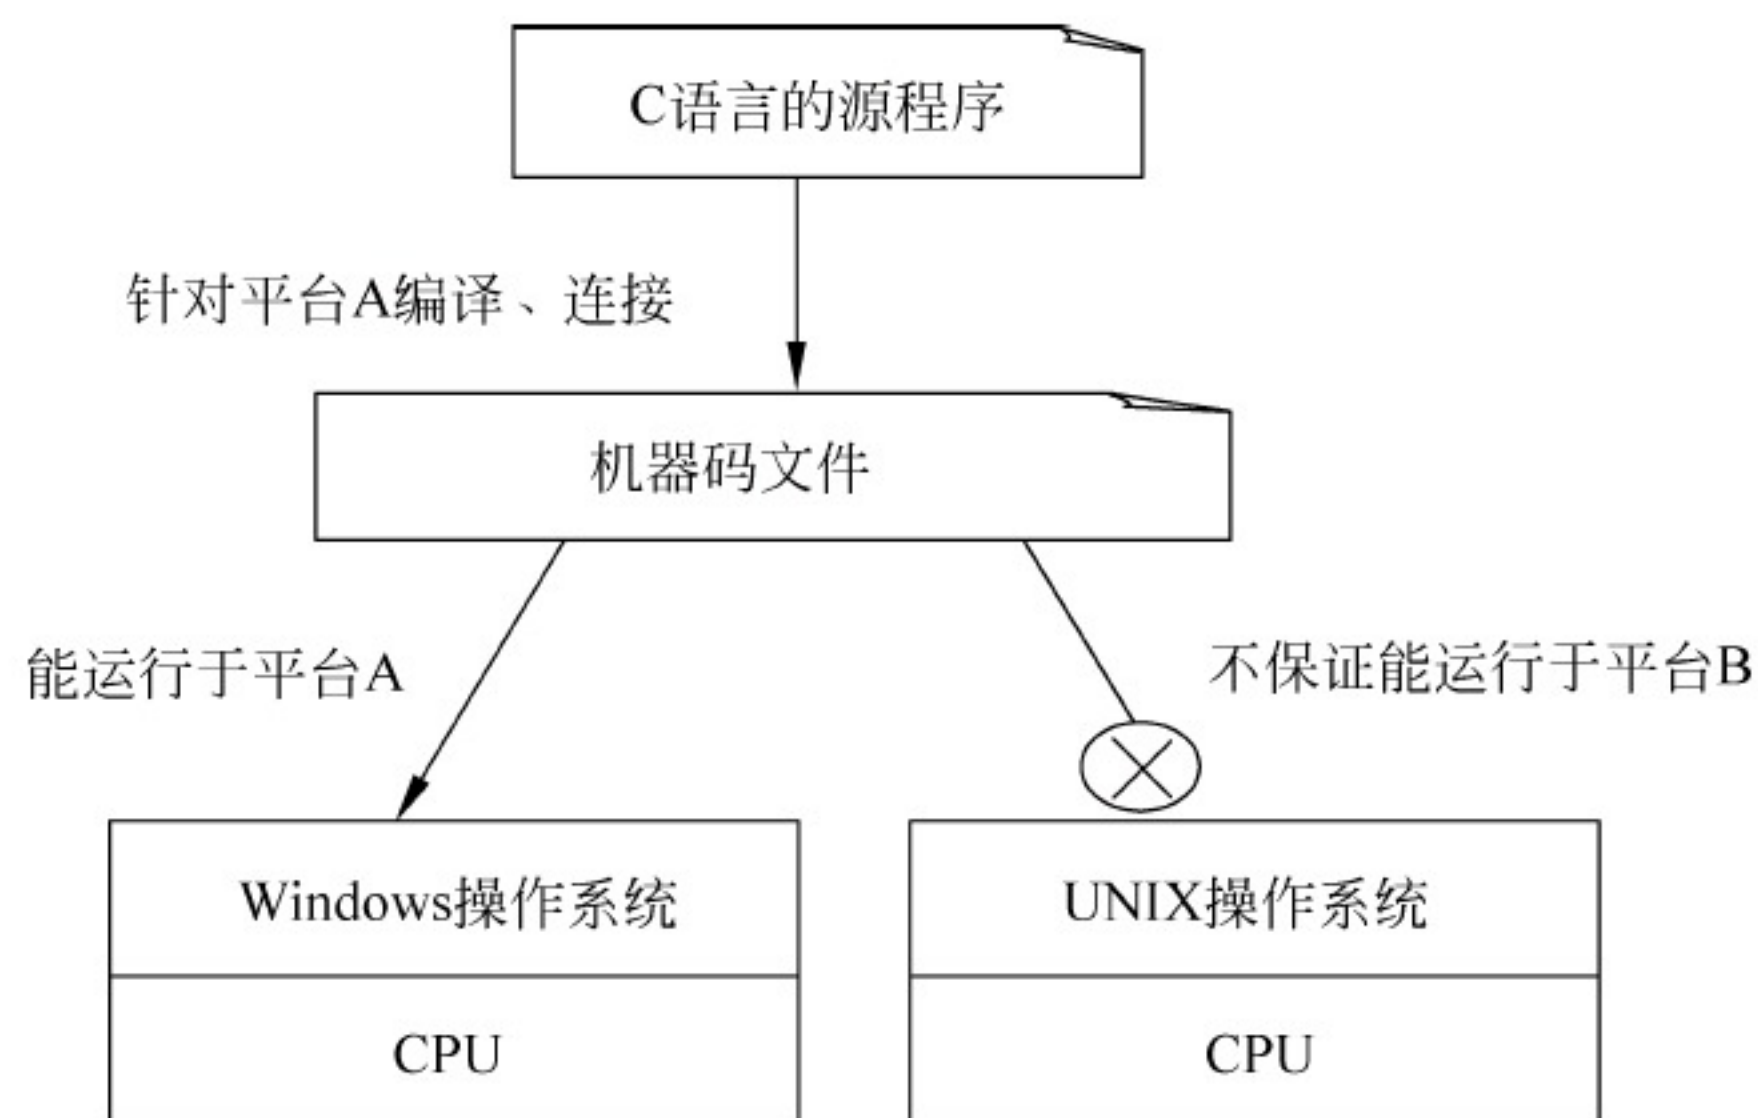 C语言的源程序
针对平台A编译、连接
机器码文件
能运行于平台A
不保证能运行于平台B
Windows操作系统
UNIX操作系统
CPU
CPU